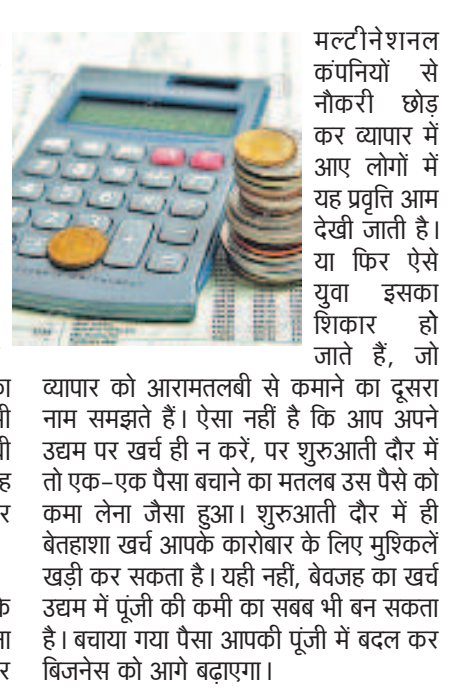 मल्टीनेशनल
कंपनियों से
नौकरी छोड़
कर व्यापार में
आए लोगों में
यह प्रवृत्ति आम
देखी जाती है।
या फिर ऐसे
युवा इसका
शिकार हो
जाते हैं, जो
व्यापार को आरामतलबी से कमाने का दूसरा
नाम समझते हैं। ऐसा नहीं है कि आप अपने
उद्यम पर खर्च ही न करें, पर शुरुआती दौर में
तो एक-एक पैसा बचाने का मतलब उस पैसे को
कमा लेना जैसा हुआ। शुरुआती दौर में ही
बेतहाशा खर्च आपके कारोबार के लिए मुश्किलें
खड़ी कर सकता है। यही नहीं, बेवजह का खर्च
उद्यम में पूंजी की कमी का सबब भी बन सकता
है। बचाया गया पैसा आपकी पूंजी में बदल कर
बिजनेस को आगे बढ़ाएगा।